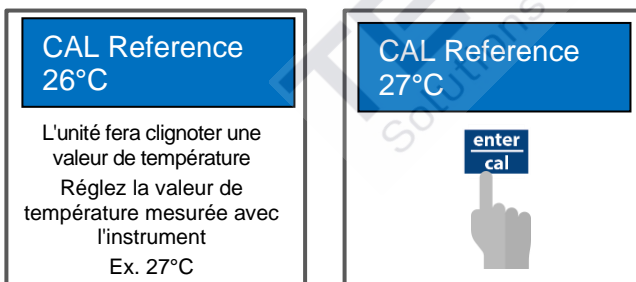 CAL Reference
26°C
L'unité fera clignoter une
valeur de température
Réglez la valeur de
température mesurée avec
l'instrument
Ex. 27°C
CAL Reference
27°C
enter
cal
Solutions